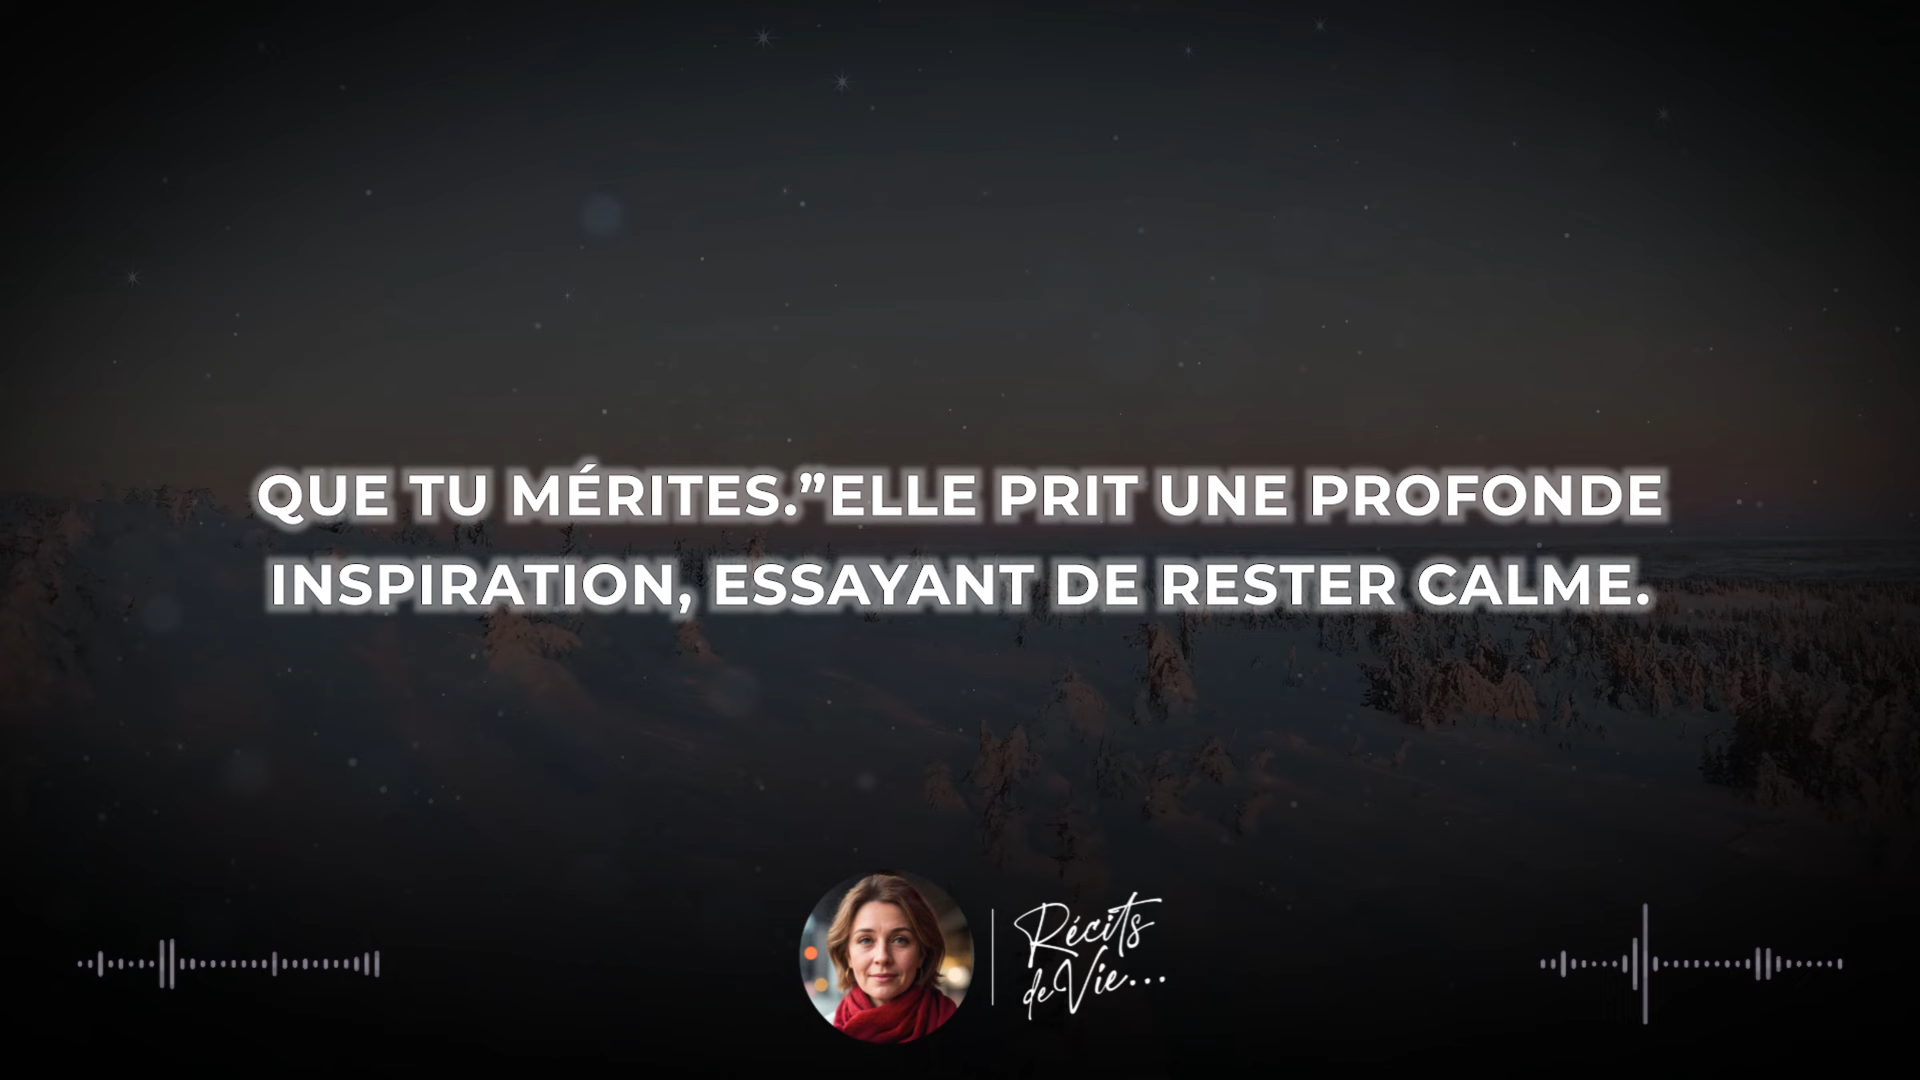 QUE TU MÉRITES.”ELLE PRIT UNE PROFONDE
INSPIRATION, ESSAYANT DE RESTER CALME.
Récits
de Vie...